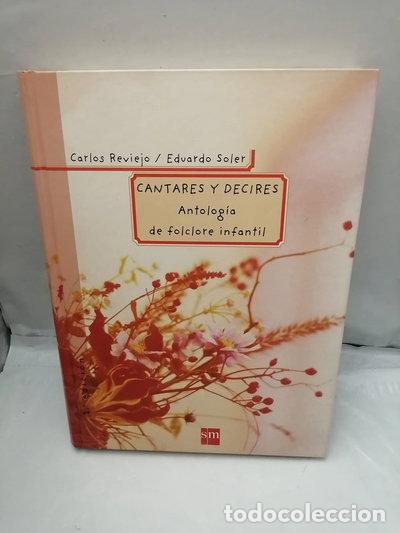 Carlos Reviejo / Eduardo Soler
CANTARES Y DECIRES
Antología
de folclore infantil
sm
todocoleccion